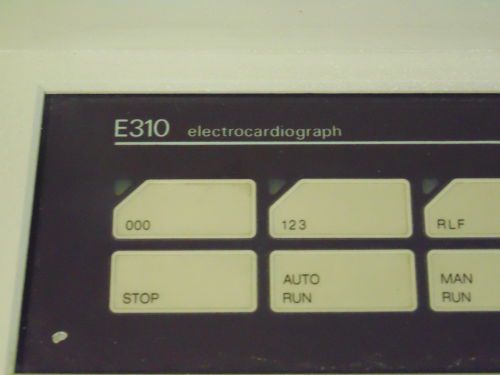 E310 electrocardiograph
000
123
RLF
STOP
AUTO
RUN
MAN
RUN